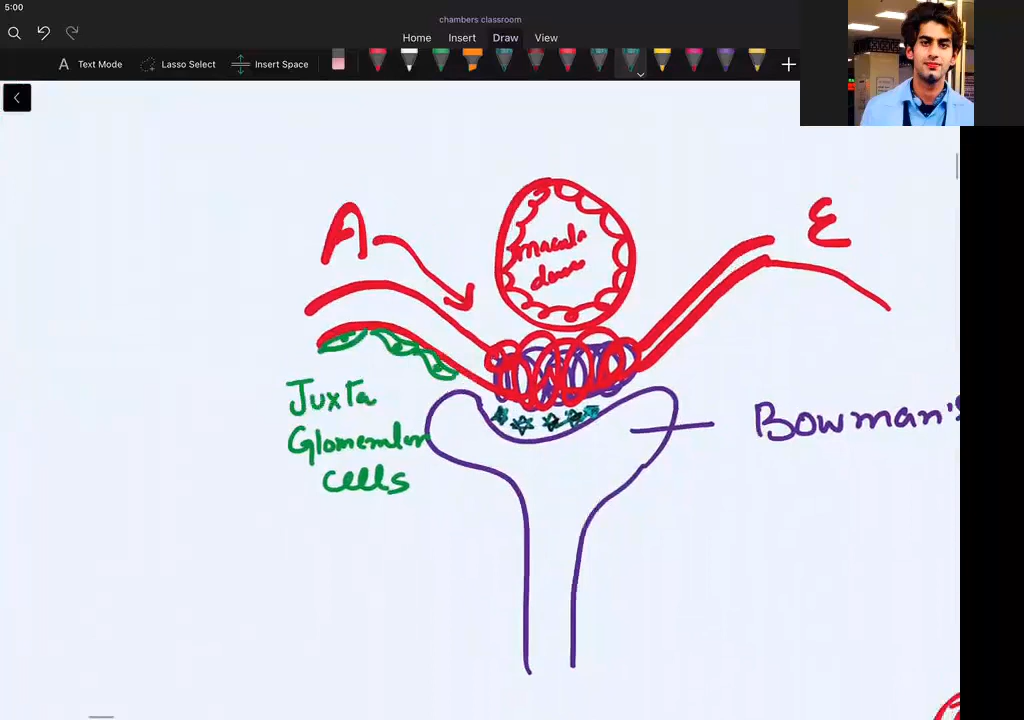 5:00
chambers classroom
Home Insert Draw View
Text Mode Lasso Select Insert Space
A
E
macula
densa
Juxta
Glomerular
cells
Bowman's